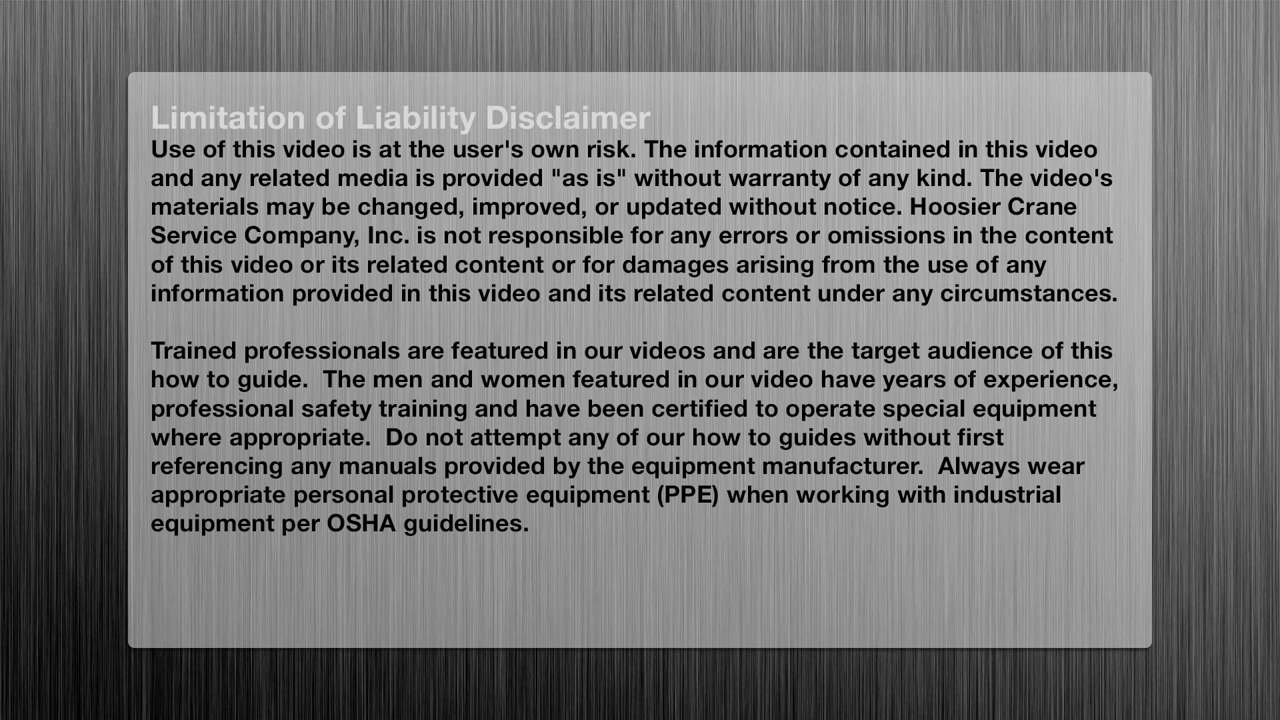 Limitation of Liability Disclaimer
Use of this video is at the user's own risk. The information contained in this video
and any related media is provided "as is" without warranty of any kind. The video's
materials may be changed, improved, or updated without notice. Hoosier Crane
Service Company, Inc. is not responsible for any errors or omissions in the content
of this video or its related content or for damages arising from the use of any
information provided in this video and its related content under any circumstances.

Trained professionals are featured in our videos and are the target audience of this
how to guide.  The men and women featured in our video have years of experience,
professional safety training and have been certified to operate special equipment
where appropriate.  Do not attempt any of our how to guides without first
referencing any manuals provided by the equipment manufacturer.  Always wear
appropriate personal protective equipment (PPE) when working with industrial
equipment per OSHA guidelines.